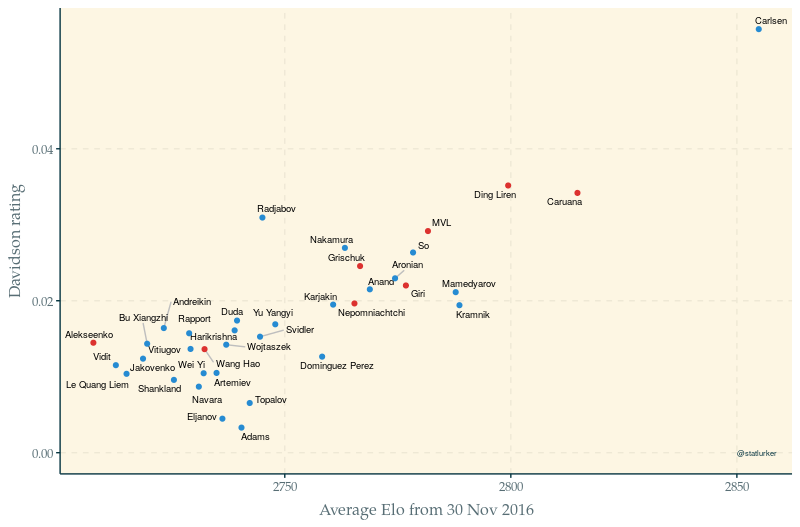 Carlsen
Ding Liren
Caruana
Radjabov
MVL
Nakamura
So
Grischuk
Aronian
Anand
Mamedyarov
Giri
Karjakin
Kramnik
Nepomniachtchi
Andreikin
Bu Xiangzhi
Rapport
Duda
Yu Yangyi
Svidler
Alekseenko
Harikrishna
Vitiugov
Wojtaszek
Vidit
Jakovenko
Wei Yi
Wang Hao
Dominguez Perez
Le Quang Liem
Shankland
Artemiev
Navara
Topalov
Eljanov
Adams
@statlurker
0.04
0.02
0.00
Davidson rating
2750
2800
2850
Average Elo from 30 Nov 2016